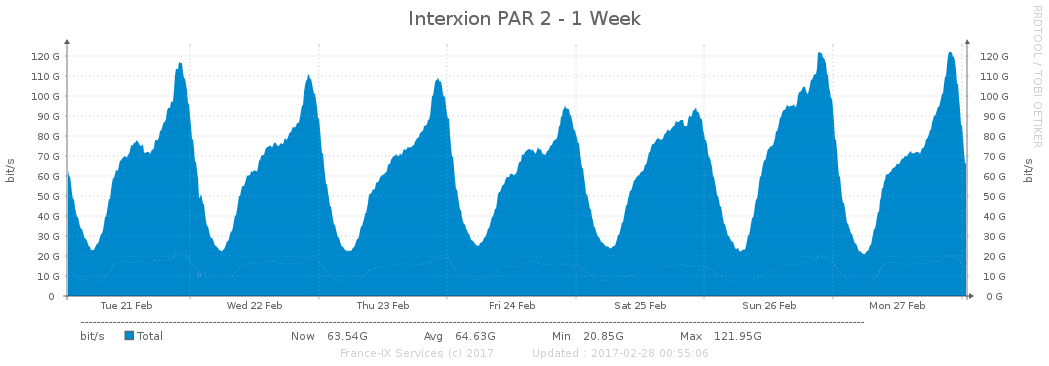 Interxion PAR 2 - 1 Week
RRDTOOL / TOBI OETIKER
bit/s
120 G 120 G
110 G 110 G
100 G 100 G
90 G 90 G
80 G 80 G
70 G 70 G
60 G 60 G
50 G 50 G
40 G 40 G
30 G 30 G
20 G 20 G
10 G 10 G
0 0 G
bit/s
Tue 21 Feb Wed 22 Feb Thu 23 Feb Fri 24 Feb Sat 25 Feb Sun 26 Feb Mon 27 Feb
bit/s Total Now 63.54G Avg 64.63G Min 20.85G Max 121.95G
France-IX Services (c) 2017 Updated : 2017-02-28 00:55:06